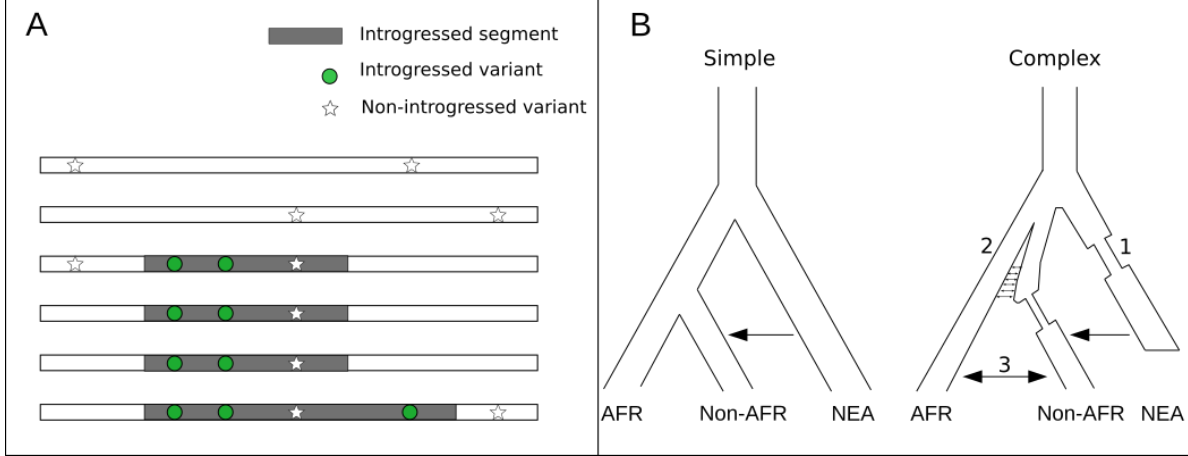 A
Introgressed segment
Introgressed variant
Non-introgressed variant
B
Simple
Complex
2
1
3
AFR
Non-AFR
NEA
AFR
Non-AFR
NEA